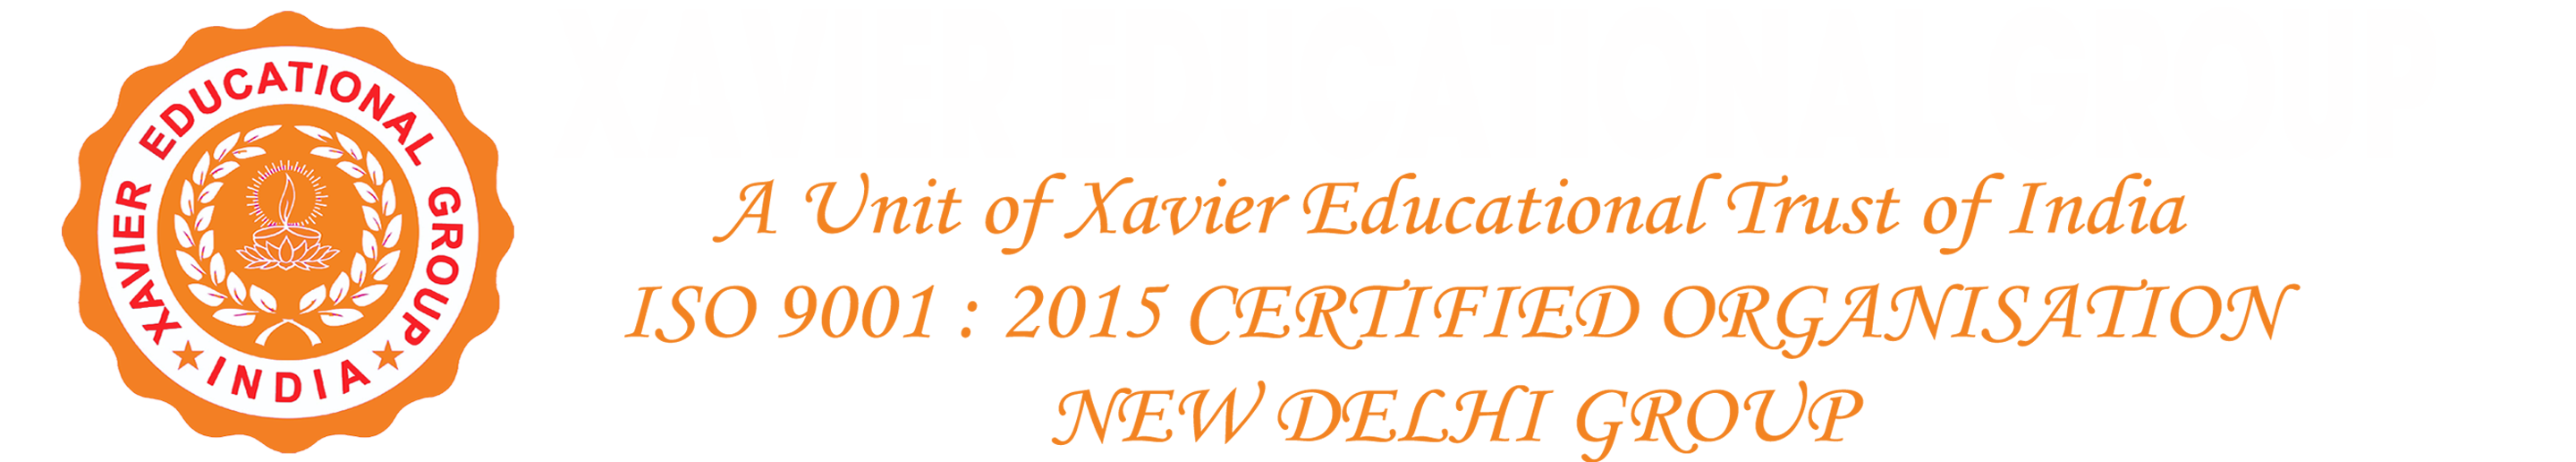 XAVIER EDUCATIONAL GROUP
INDIA
XAVIER EDUCATIONAL GROUP
A Unit of Xavier Educational Trust of India
ISO 9001 : 2015 CERTIFIED ORGANISATION
NEW DELHI GROUP